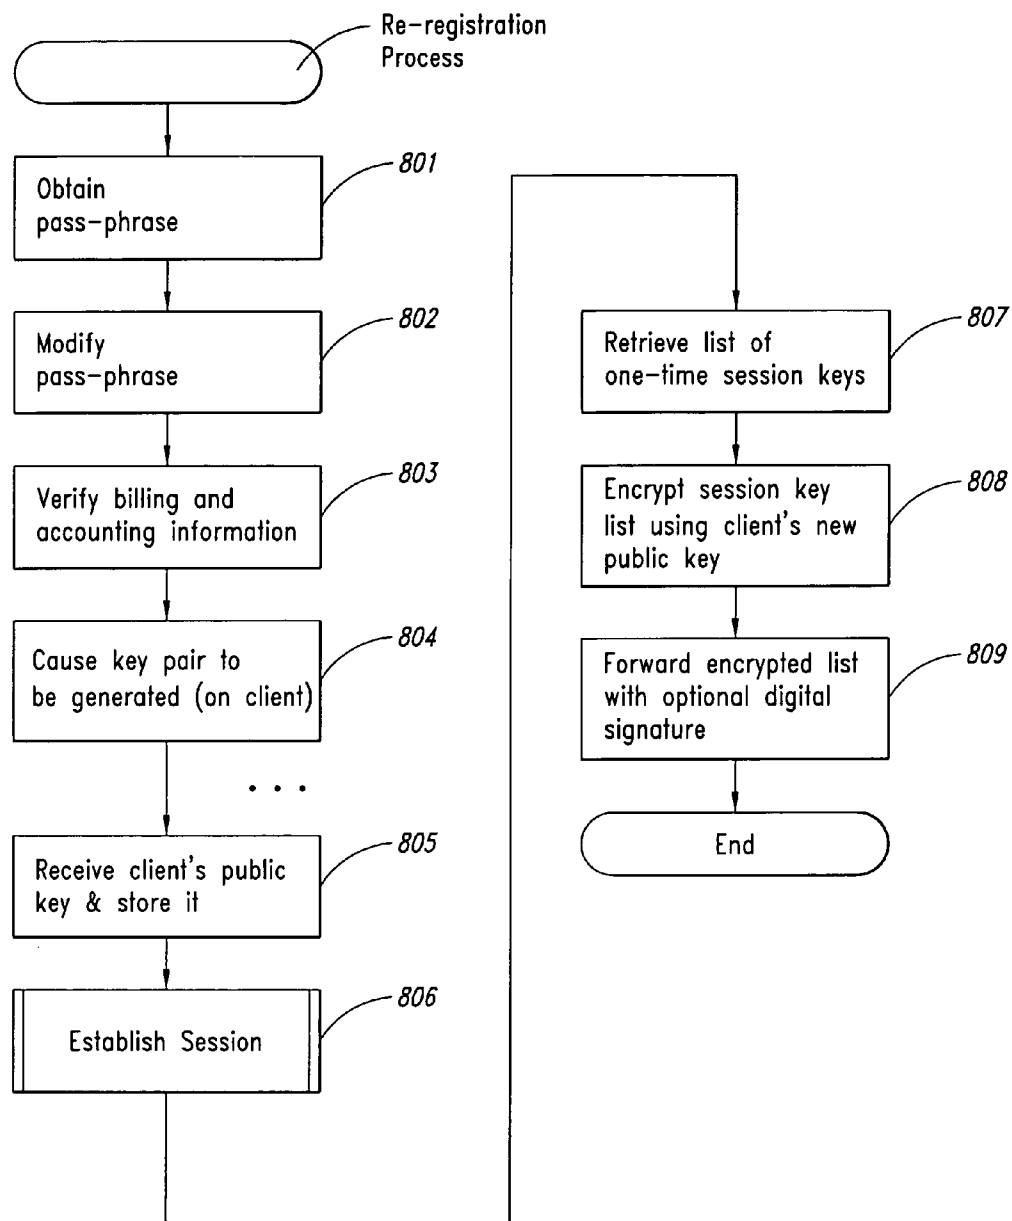 Re-registration
Process
801
Obtain
pass-phrase
802
Modify
pass-phrase
803
Verify billing and
accounting information
804
Cause key pair to
be generated (on client)
. . .
805
Receive client's public
key & store it
806
Establish Session
807
Retrieve list of
one-time session keys
808
Encrypt session key
list using client's new
public key
809
Forward encrypted list
with optional digital
signature
End